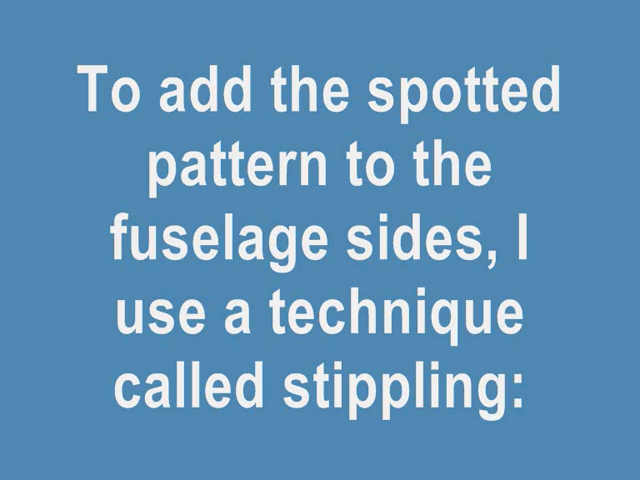 To add the spotted
pattern to the
fuselage sides, I
use a technique
called stippling: